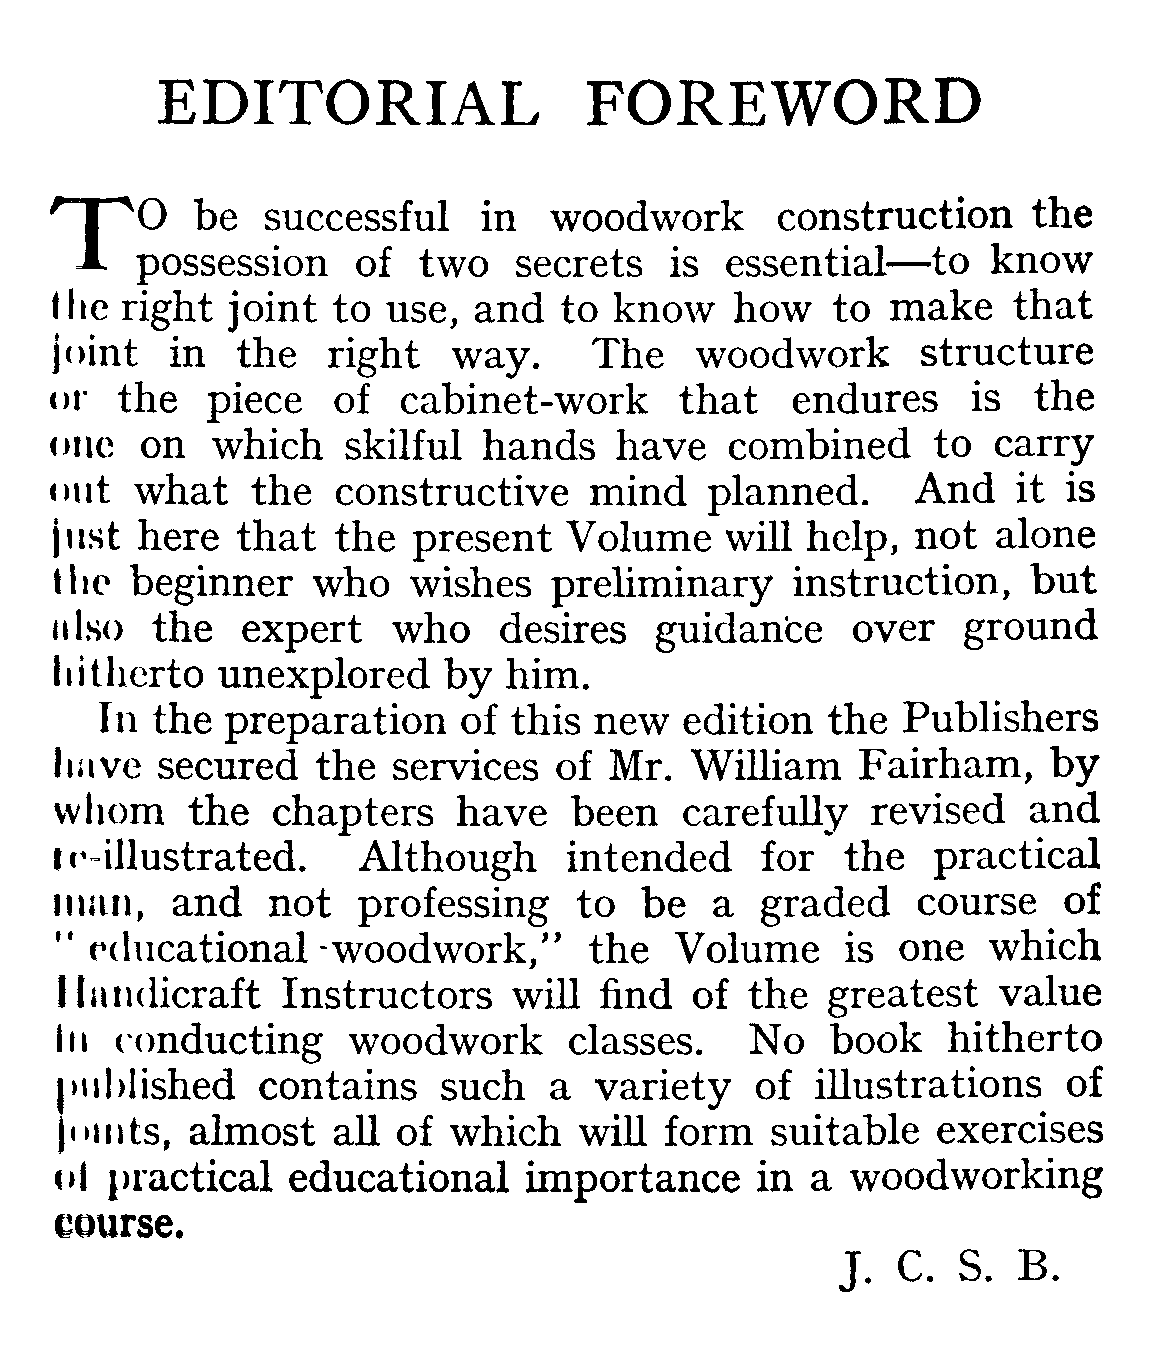 EDITORIAL FOREWORD
TO be successful in woodwork construction the
possession of two secrets is essential—to know
the right joint to use, and to know how to make that
joint in the right way. The woodwork structure
or the piece of cabinet-work that endures is the
one on which skilful hands have combined to carry
out what the constructive mind planned. And it is
just here that the present Volume will help, not alone
the beginner who wishes preliminary instruction, but
also the expert who desires guidance over ground
hitherto unexplored by him.
In the preparation of this new edition the Publishers
have secured the services of Mr. William Fairham, by
whom the chapters have been carefully revised and
re-illustrated. Although intended for the practical
man, and not professing to be a graded course of
"educational-woodwork," the Volume is one which
Handicraft Instructors will find of the greatest value
in conducting woodwork classes. No book hitherto
published contains such a variety of illustrations of
joints, almost all of which will form suitable exercises
of practical educational importance in a woodworking
course.
J. C. S. B.